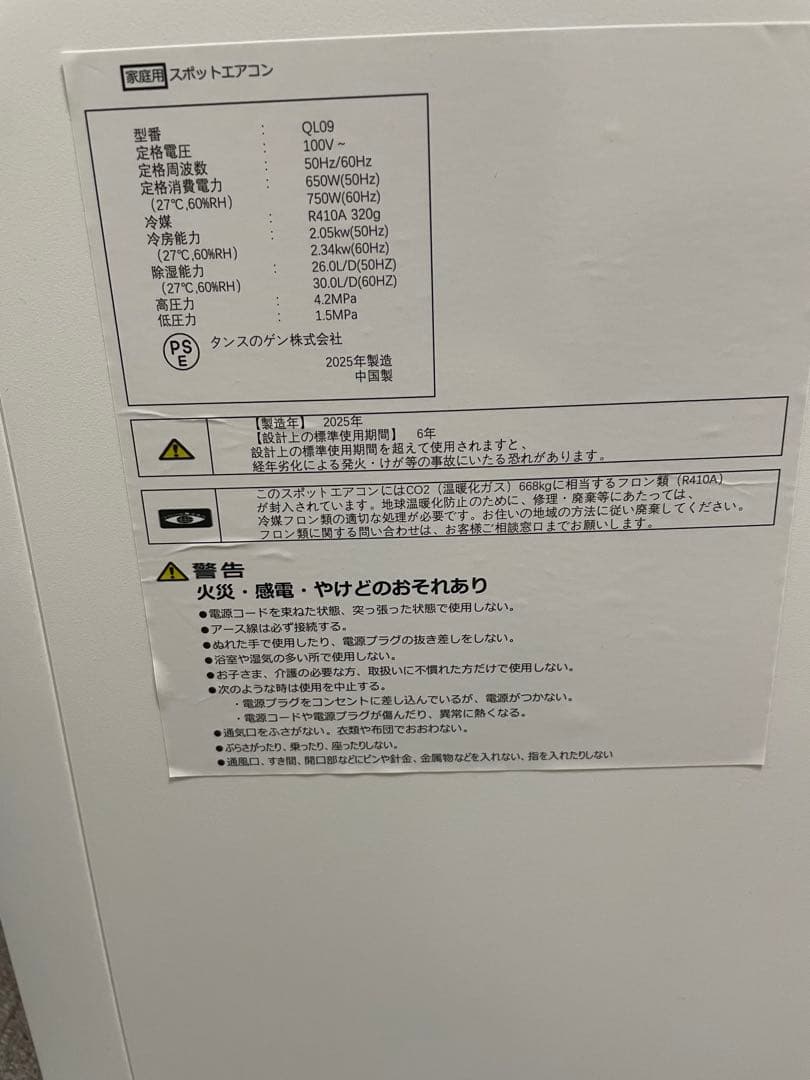 家庭用 スポットエアコン
型番 : QL09
定格電圧 : 100V～
定格周波数 : 50Hz/60Hz
定格消費電力 : 650W(50Hz)
(27℃,60%RH) 750W(60Hz)
冷媒 : R410A 320g
冷房能力 : 2.05kw(50Hz)
(27℃,60%RH) 2.34kw(60Hz)
除湿能力 : 26.0L/D(50HZ)
(27℃,60%RH) 30.0L/D(60HZ)
高圧力 : 4.2MPa
低圧力 : 1.5MPa
PS
E
タンスのゲン株式会社
2025年製造
中国製
【製造年】 2025年
【設計上の標準使用期間】 6年
設計上の標準使用期間を超えて使用されますと、
経年劣化による発火・けが等の事故にいたる恐れがあります。
このスポットエアコンにはCO2（温暖化ガス）668kgに相当するフロン類（R410A）
が封入されています。地球温暖化防止のために、修理・廃棄等にあたっては、
冷媒フロン類の適切な処理が必要です。お住いの地域の方法に従い廃棄してください。
フロン類に関する問い合わせは、お客様ご相談窓口までお願いします。
警告
火災・感電・やけどのおそれあり
●電源コードを束ねた状態、突っ張った状態で使用しない。
●アース線は必ず接続する。
●ぬれた手で使用したり、電源プラグの抜き差しをしない。
●浴室や湿気の多い所で使用しない。
●お子さま、介護の必要な方、取扱いに不慣れた方だけで使用しない。
●次のような時は使用を中止する。
・電源プラグをコンセントに差し込んでいるが、電源がつかない。
・電源コードや電源プラグが傷んだり、異常に熱くなる。
●通気口をふさがない。衣類や布団でおおわない。
●ぶらさがったり、乗ったり、座ったりしない。
●通風口、すき間、開口部などにピンや針金、金属物などを入れない、指を入れたりしない